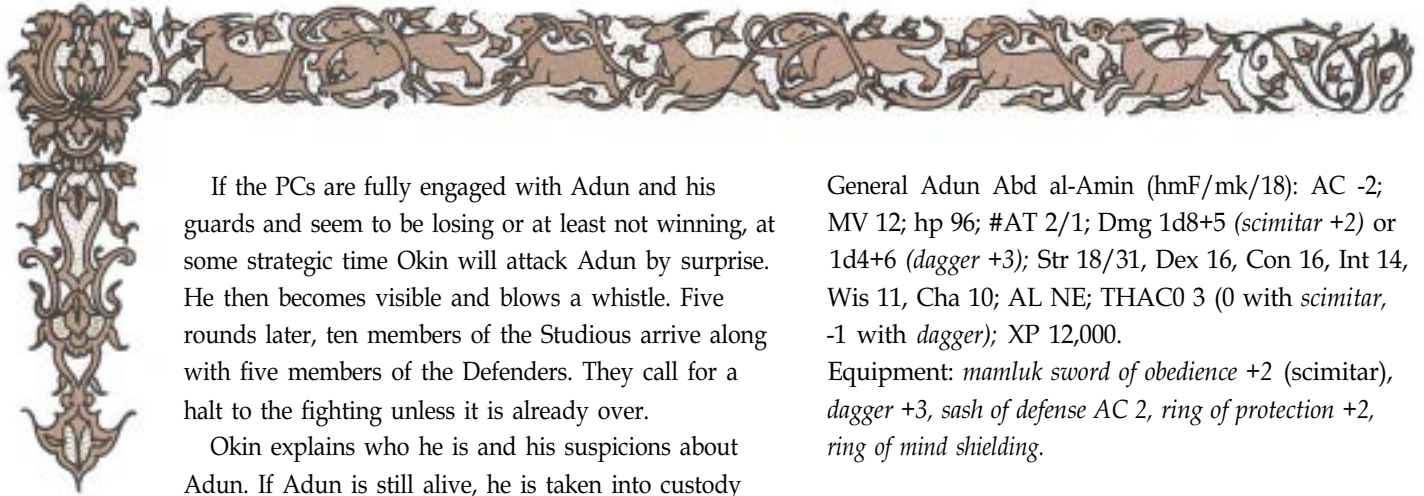 If the PCs are fully engaged with Adun and his
guards and seem to be losing or at least not winning, at
some strategic time Okin will attack Adun by surprise.
He then becomes visible and blows a whistle. Five
rounds later, ten members of the Studious arrive along
with five members of the Defenders. They call for a
halt to the fighting unless it is already over.
Okin explains who he is and his suspicions about
Adun. If Adun is still alive, he is taken into custody
General Adun Abd al-Amin (hmF/mk/18): AC -2;
MV 12; hp 96; #AT 2/1; Dmg 1d8+5 (scimitar +2) or
1d4+6 (dagger +3); Str 18/31, Dex 16, Con 16, Int 14,
Wis 11, Cha 10; AL NE; THAC0 3 (0 with scimitar,
-1 with dagger); XP 12,000.
Equipment: mamluk sword of obedience +2 (scimitar),
dagger +3, sash of defense AC 2, ring of protection +2,
ring of mind shielding.